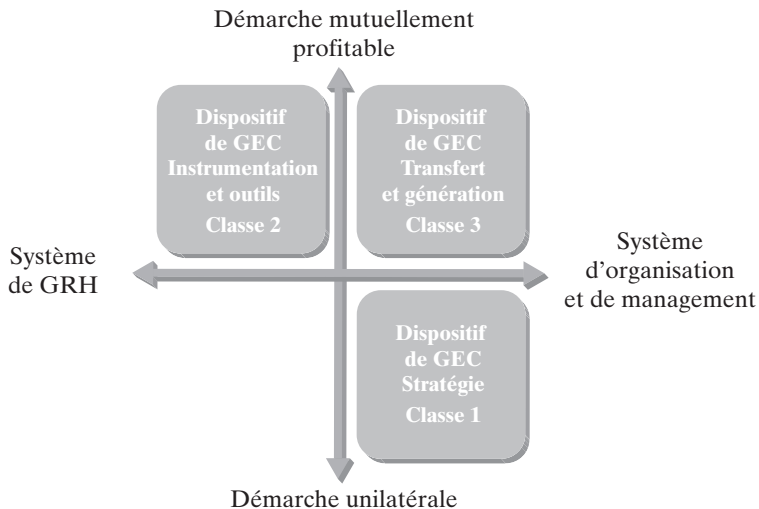 Démarche mutuellement
profitable
Dispositif
de GEC
Instrumentation
et outils
Classe 2
Dispositif
de GEC
Transfert
et génération
Classe 3
Système
de GRH
Système
d'organisation
et de management
Dispositif
de GEC
Stratégie
Classe 1
Démarche unilatérale